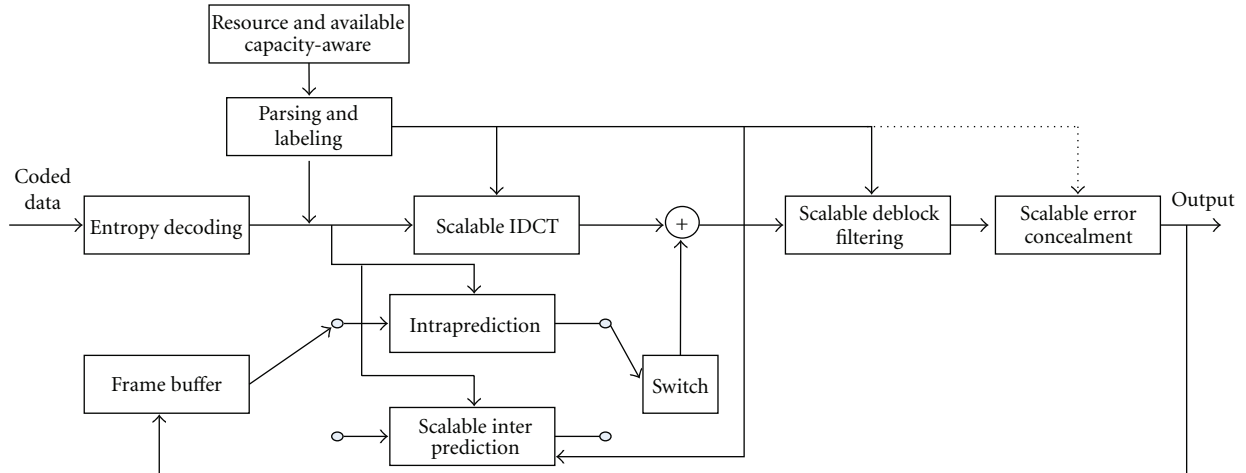 Resource and available
capacity-aware
Parsing and
labeling
Coded
data
Entropy decoding
Scalable IDCT
+
Scalable deblock
filtering
Scalable error
concealment
Output
Intraprediction
Frame buffer
Switch
Scalable inter
prediction